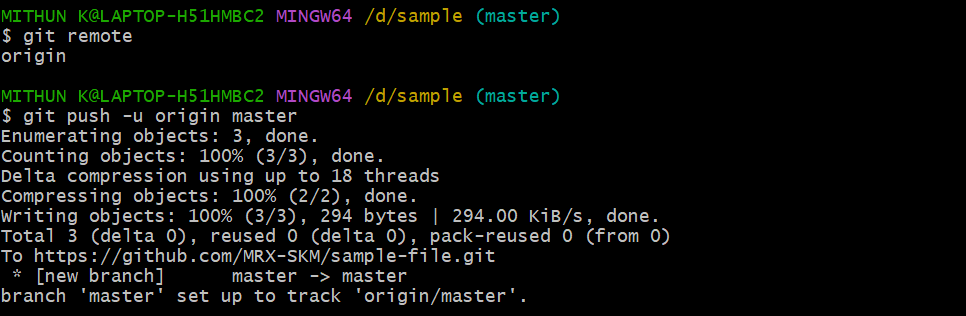 MITHUN K@LAPTOP-H51HMBC2 MINGW64 /d/sample (master)
$ git remote
origin
MITHUN K@LAPTOP-H51HMBC2 MINGW64 /d/sample (master)
$ git push -u origin master
Enumerating objects: 3, done.
Counting objects: 100% (3/3), done.
Delta compression using up to 18 threads
Compressing objects: 100% (2/2), done.
Writing objects: 100% (3/3), 294 bytes | 294.00 KiB/s, done.
Total 3 (delta 0), reused 0 (delta 0), pack-reused 0 (from 0)
To https://github.com/MRX-SKM/sample-file.git
 * [new branch]      master -> master
branch 'master' set up to track 'origin/master'.